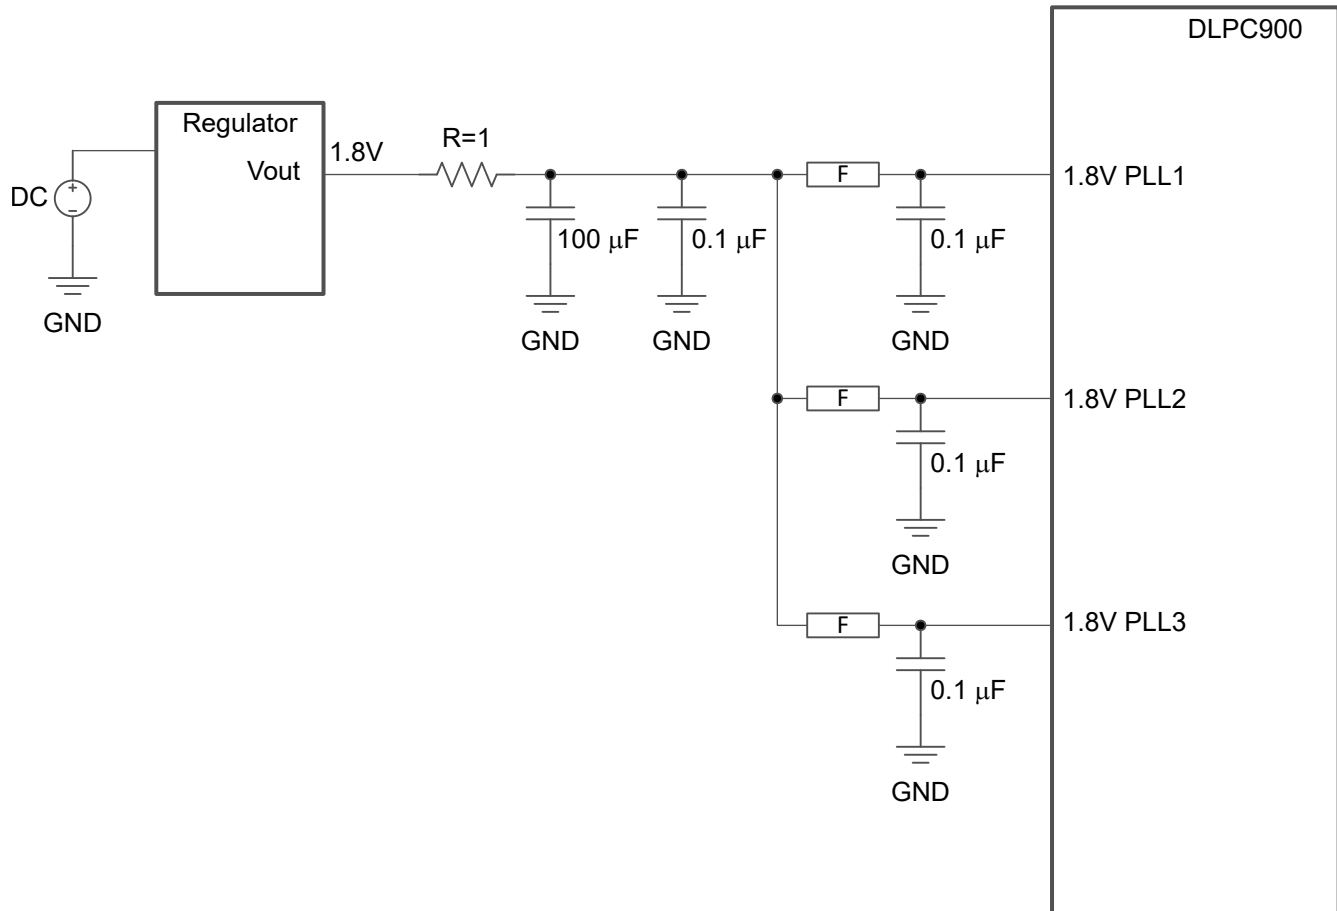 DLPC900
Regulator
Vout
1.8V
R=1
DC
+
−
GND
100 μF
GND
0.1 μF
GND
F
0.1 μF
GND
1.8V PLL1
F
0.1 μF
GND
1.8V PLL2
F
0.1 μF
GND
1.8V PLL3